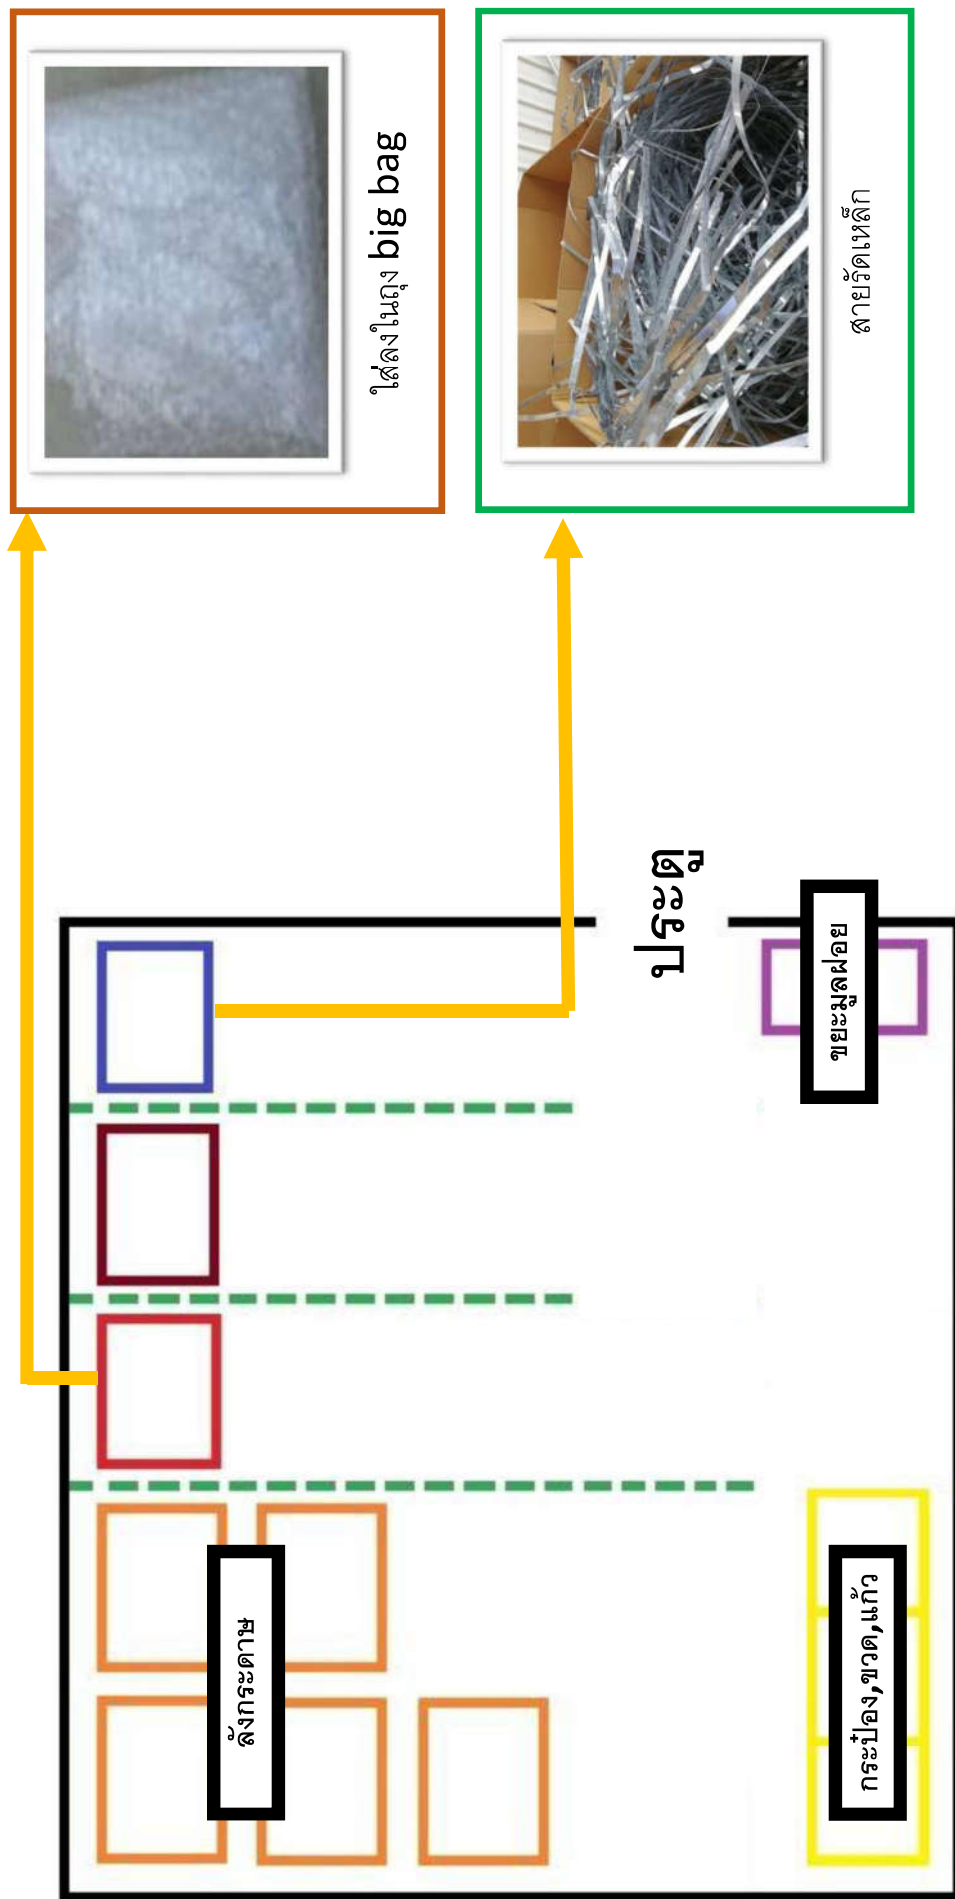 ใส่ลงในถุง big bag
สายรัดเหล็ก
ประตู
ขยะมูลฝอย
ลังกระดาษ
กระป๋อง,ขวด,แก้ว